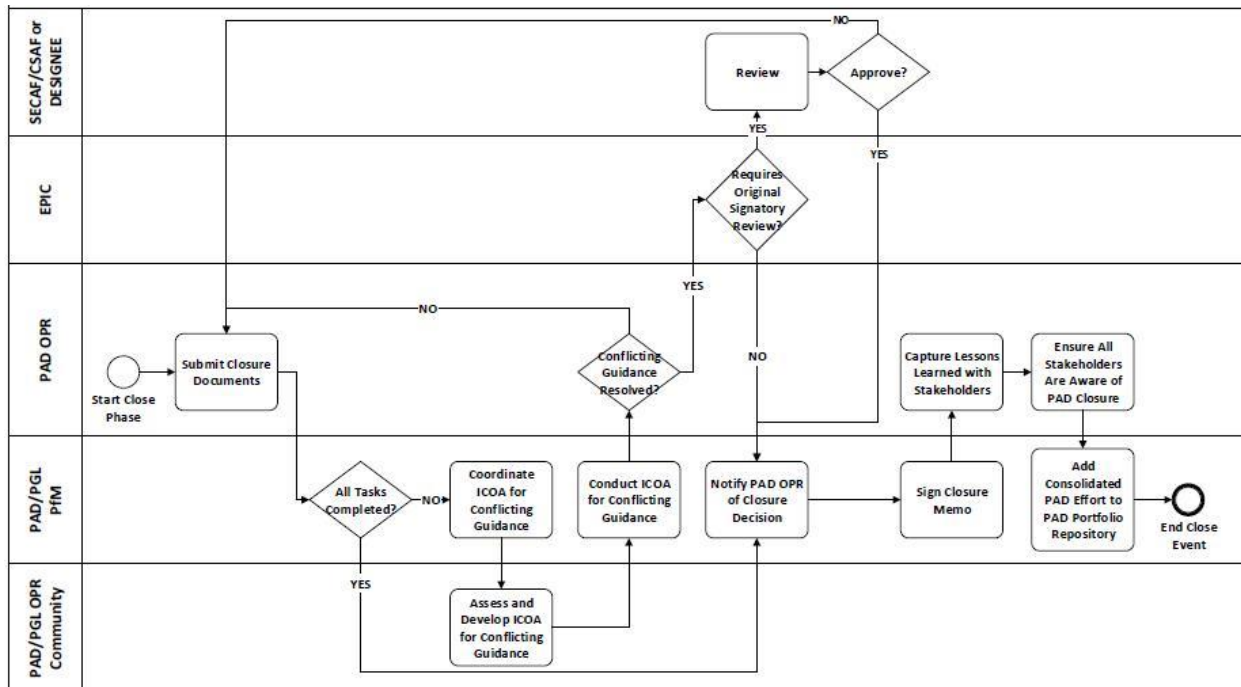 SECAF/CSAF or
DESIGNEE
NO
Review
Approve?
YES
YES
EPIC
Requires
Original
Signatory
Review?
PAD OPR
NO
YES
Start Close
Phase
Submit Closure
Documents
Conflicting
Guidance
Resolved?
NO
Capture Lessons
Learned with
Stakeholders
Ensure All
Stakeholders
Are Aware of
PAD Closure
PAD/PGL
PfM
All Tasks
Completed?
NO
Coordinate
ICOA for
Conflicting
Guidance
Conduct ICOA
for Conflicting
Guidance
Notify PAD OPR
of Closure
Decision
Sign Closure
Memo
Add
Consolidated
PAD Effort to
PAD Portfolio
Repository
End Close
Event
PAD/PGL OPR
Community
YES
Assess and
Develop ICOA
for Conflicting
Guidance